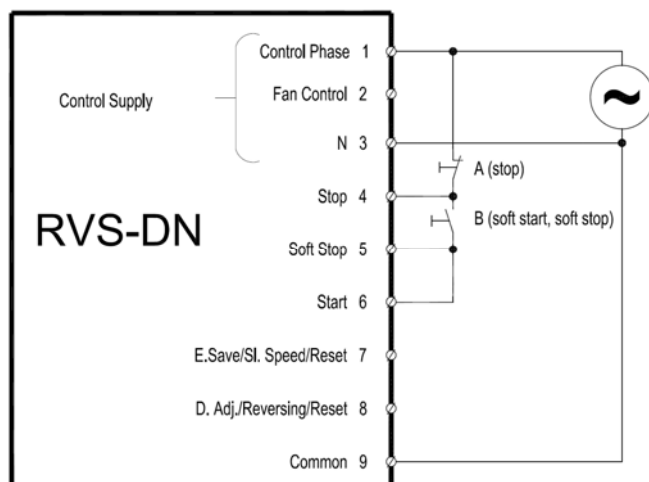 Control Phase 1
Control Supply
Fan Control 2
N 3
A (stop)
Stop 4
B (soft start, soft stop)
RVS-DN
Soft Stop 5
Start 6
E.Save/Sl. Speed/Reset 7
D. Adj./Reversing/Reset 8
Common 9